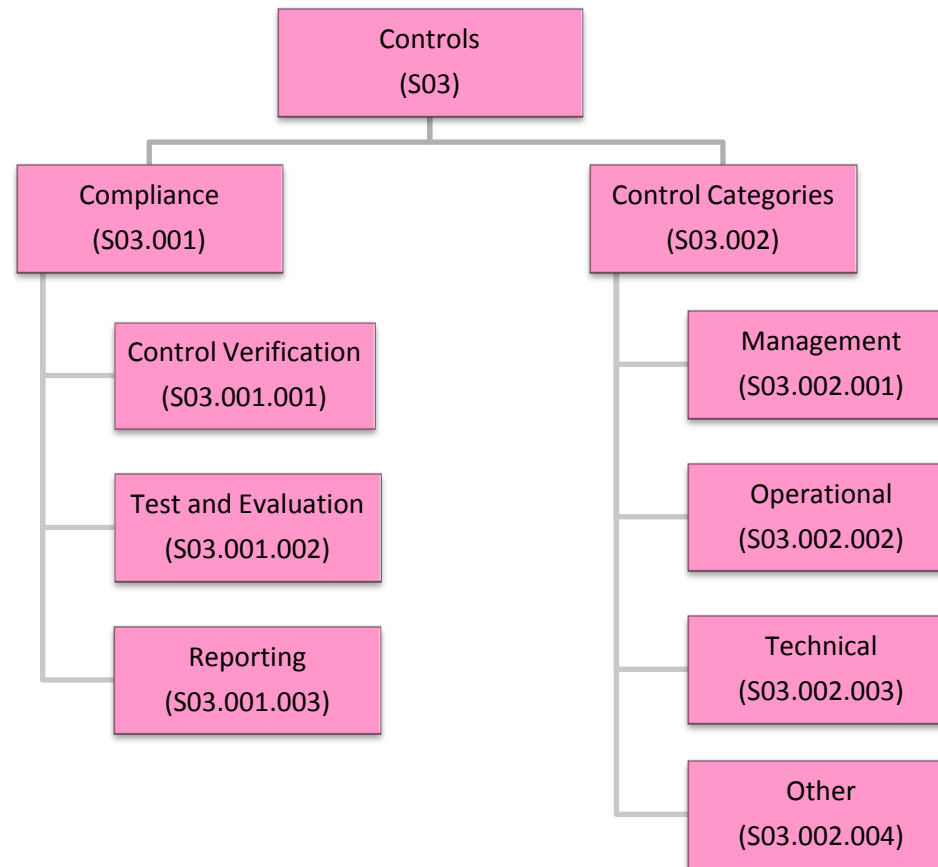 Controls
(S03)
Compliance
(S03.001)
Control Verification
(S03.001.001)
Test and Evaluation
(S03.001.002)
Reporting
(S03.001.003)
Control Categories
(S03.002)
Management
(S03.002.001)
Operational
(S03.002.002)
Technical
(S03.002.003)
Other
(S03.002.004)